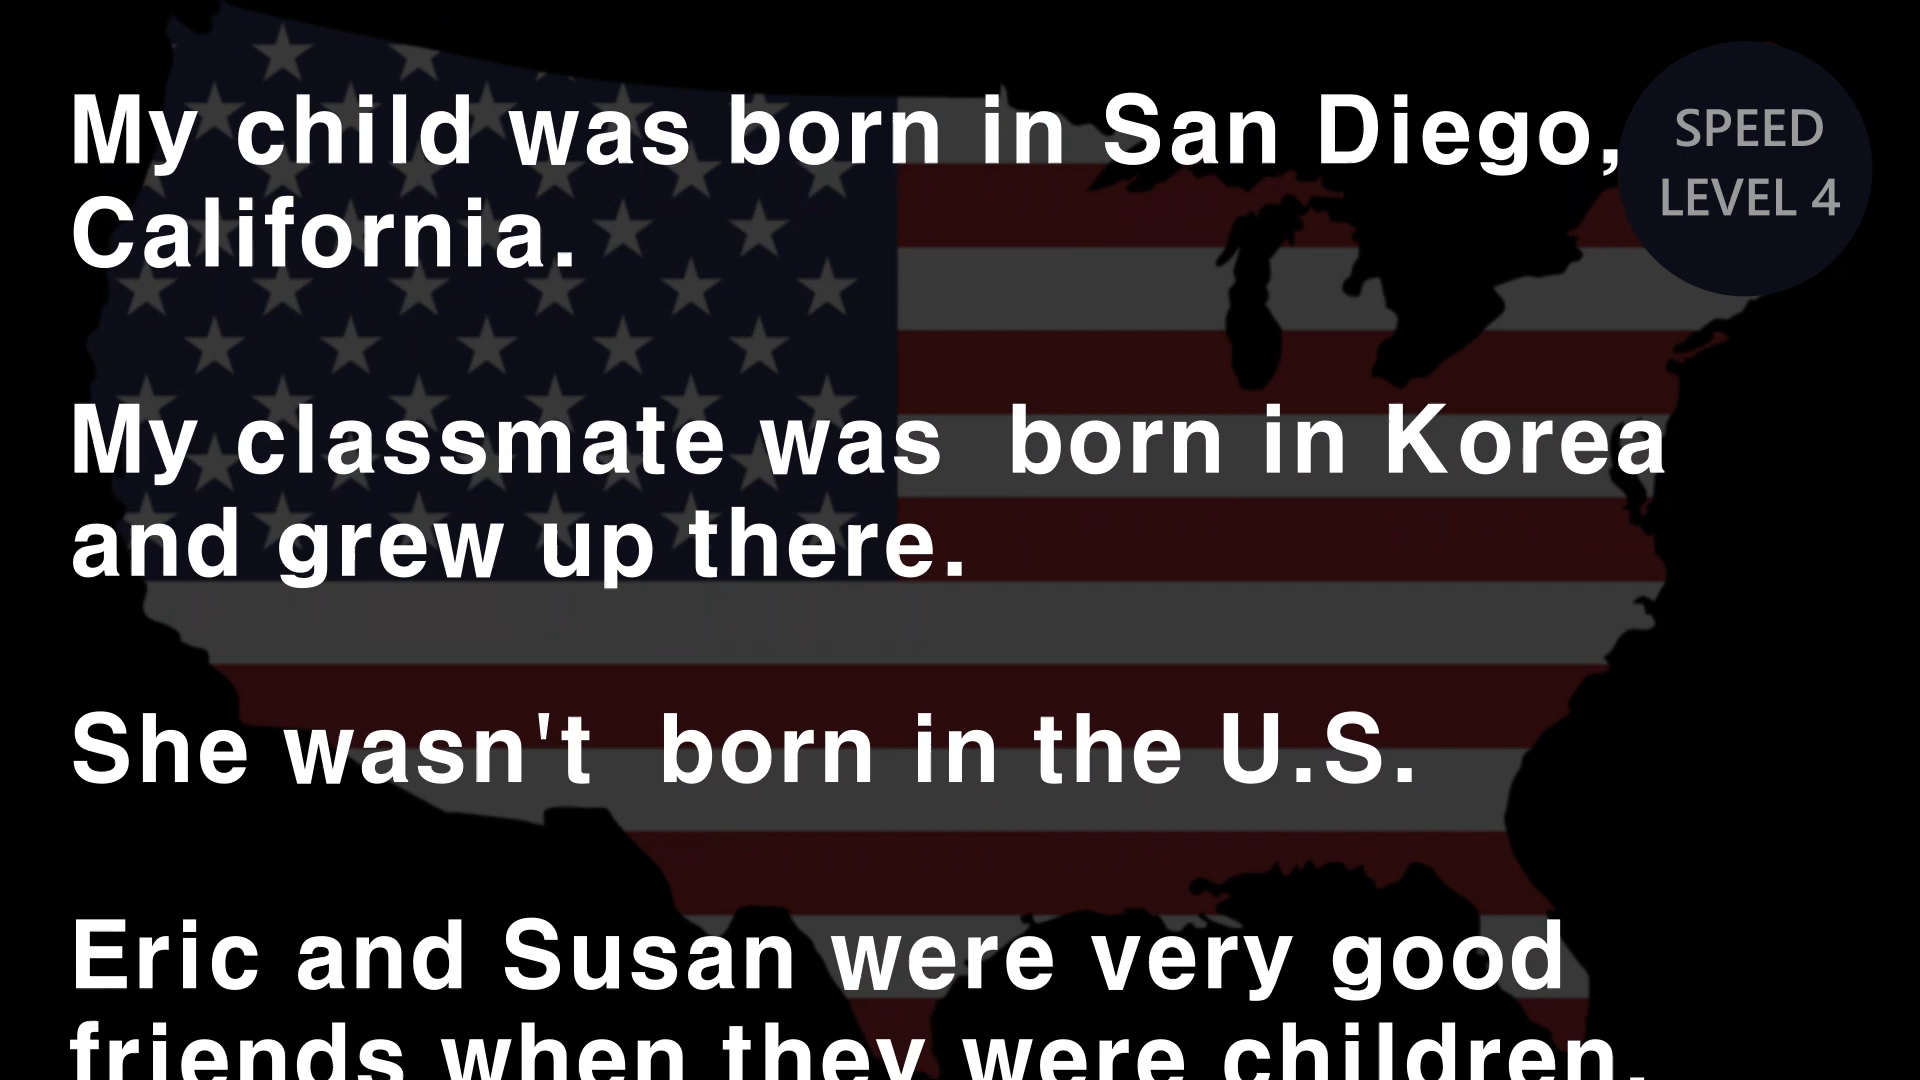 My child was born in San Diego,
California.
My classmate was  born in Korea
and grew up there.
She wasn't  born in the U.S.
Eric and Susan were very good
friends when they were children.
SPEED
LEVEL 4